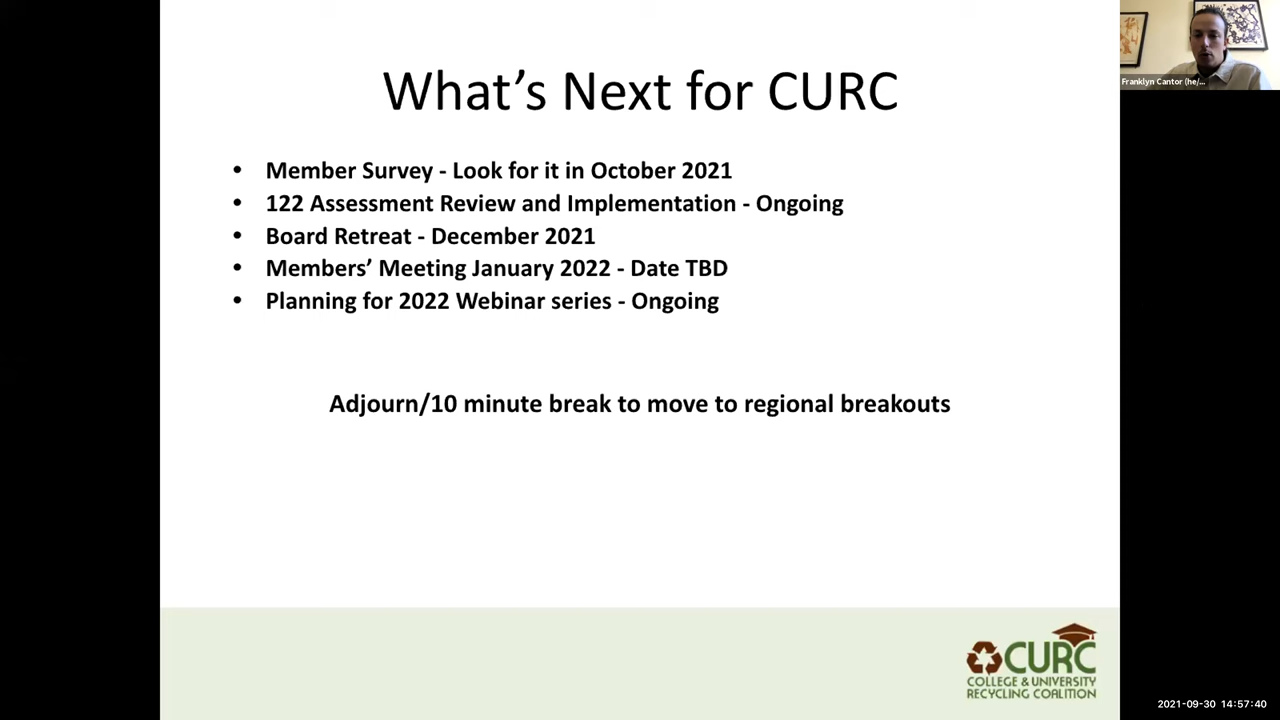 What's Next for CURC
Franklyn Cantor (he/...
• Member Survey - Look for it in October 2021
• 122 Assessment Review and Implementation - Ongoing
• Board Retreat - December 2021
• Members’ Meeting January 2022 - Date TBD
• Planning for 2022 Webinar series - Ongoing
Adjourn/10 minute break to move to regional breakouts
CURC
COLLEGE & UNIVERSITY
RECYCLING COALITION
2021-09-30 14:57:40